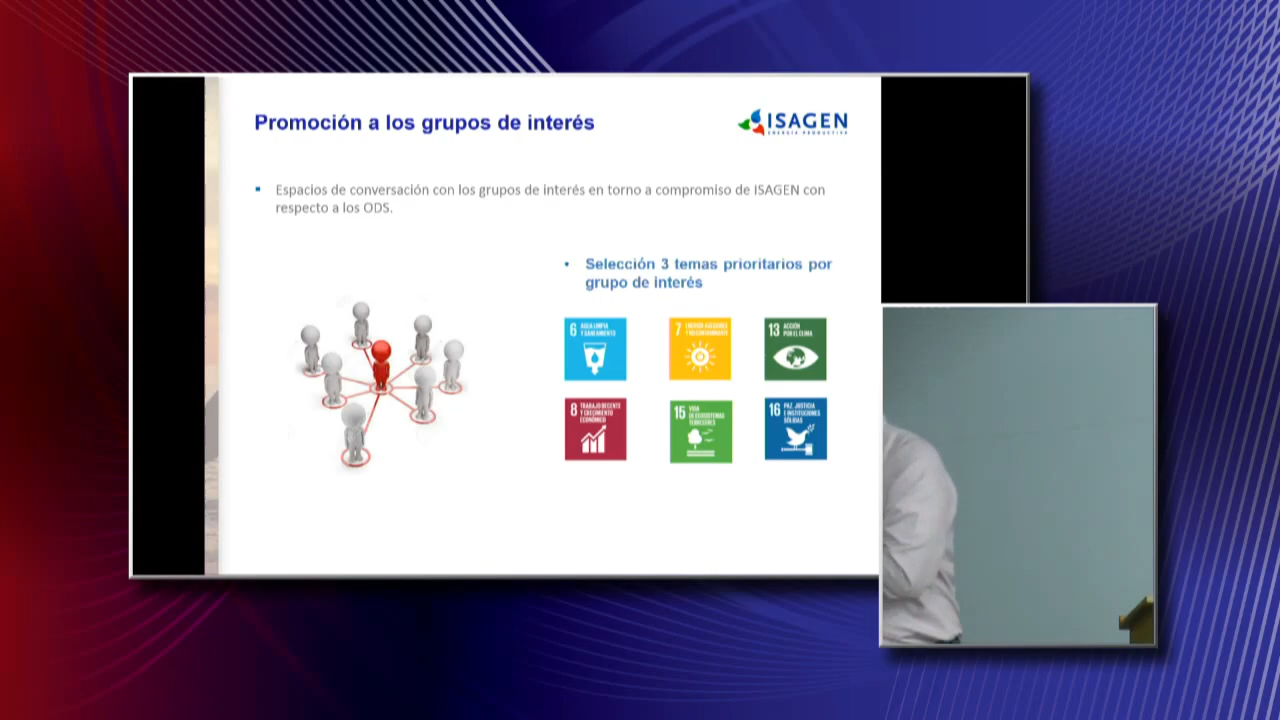 Promoción a los grupos de interés
ISAGEN
ENERGÍA PRODUCTIVA
Espacios de conversación con los grupos de interés en torno a compromiso de ISAGEN con
respecto a los ODS.
Selección 3 temas prioritarios por
grupo de interés
6 AGUA LIMPIA
Y SANEAMIENTO
7 ENERGÍA ASEQUIBLE
Y NO CONTAMINANTE
13 ACCIÓN
POR EL CLIMA
8 TRABAJO DECENTE
Y CRECIMIENTO
ECONÓMICO
15 VIDA
DE ECOSISTEMAS
TERRESTRES
16 PAZ, JUSTICIA
E INSTITUCIONES
SÓLIDAS